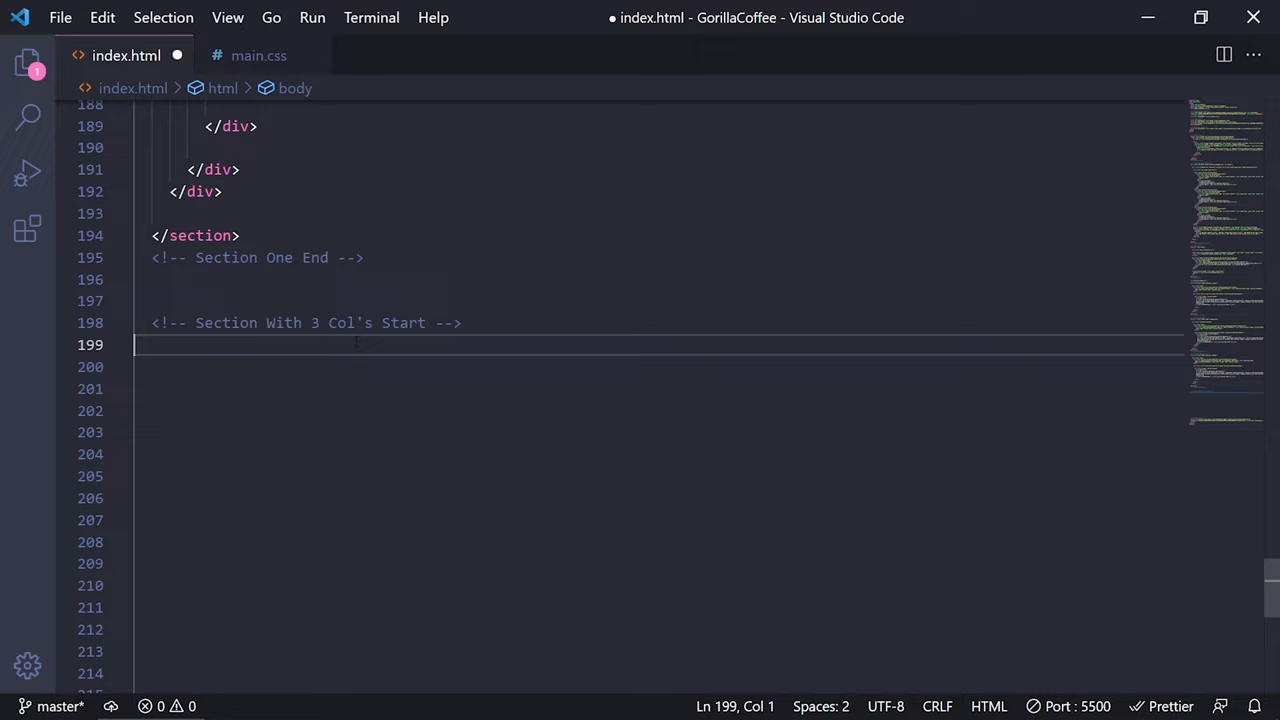 File Edit Selection View Go Run Terminal Help ● index.html - GorillaCoffee - Visual Studio Code
<> index.html ● # main.css
<> index.html > html > body
1
188
189 </div>
190
191 </div>
192 </div>
193
194 </section>
195 <!-- Section One End -->
196
197
198 <!-- Section With 3 Col's Start -->
199
200
201
202
203
204
205
206
207
208
209
210
211
212
213
214
master* 0 0 Ln 199, Col 1 Spaces: 2 UTF-8 CRLF HTML Port : 5500 Prettier